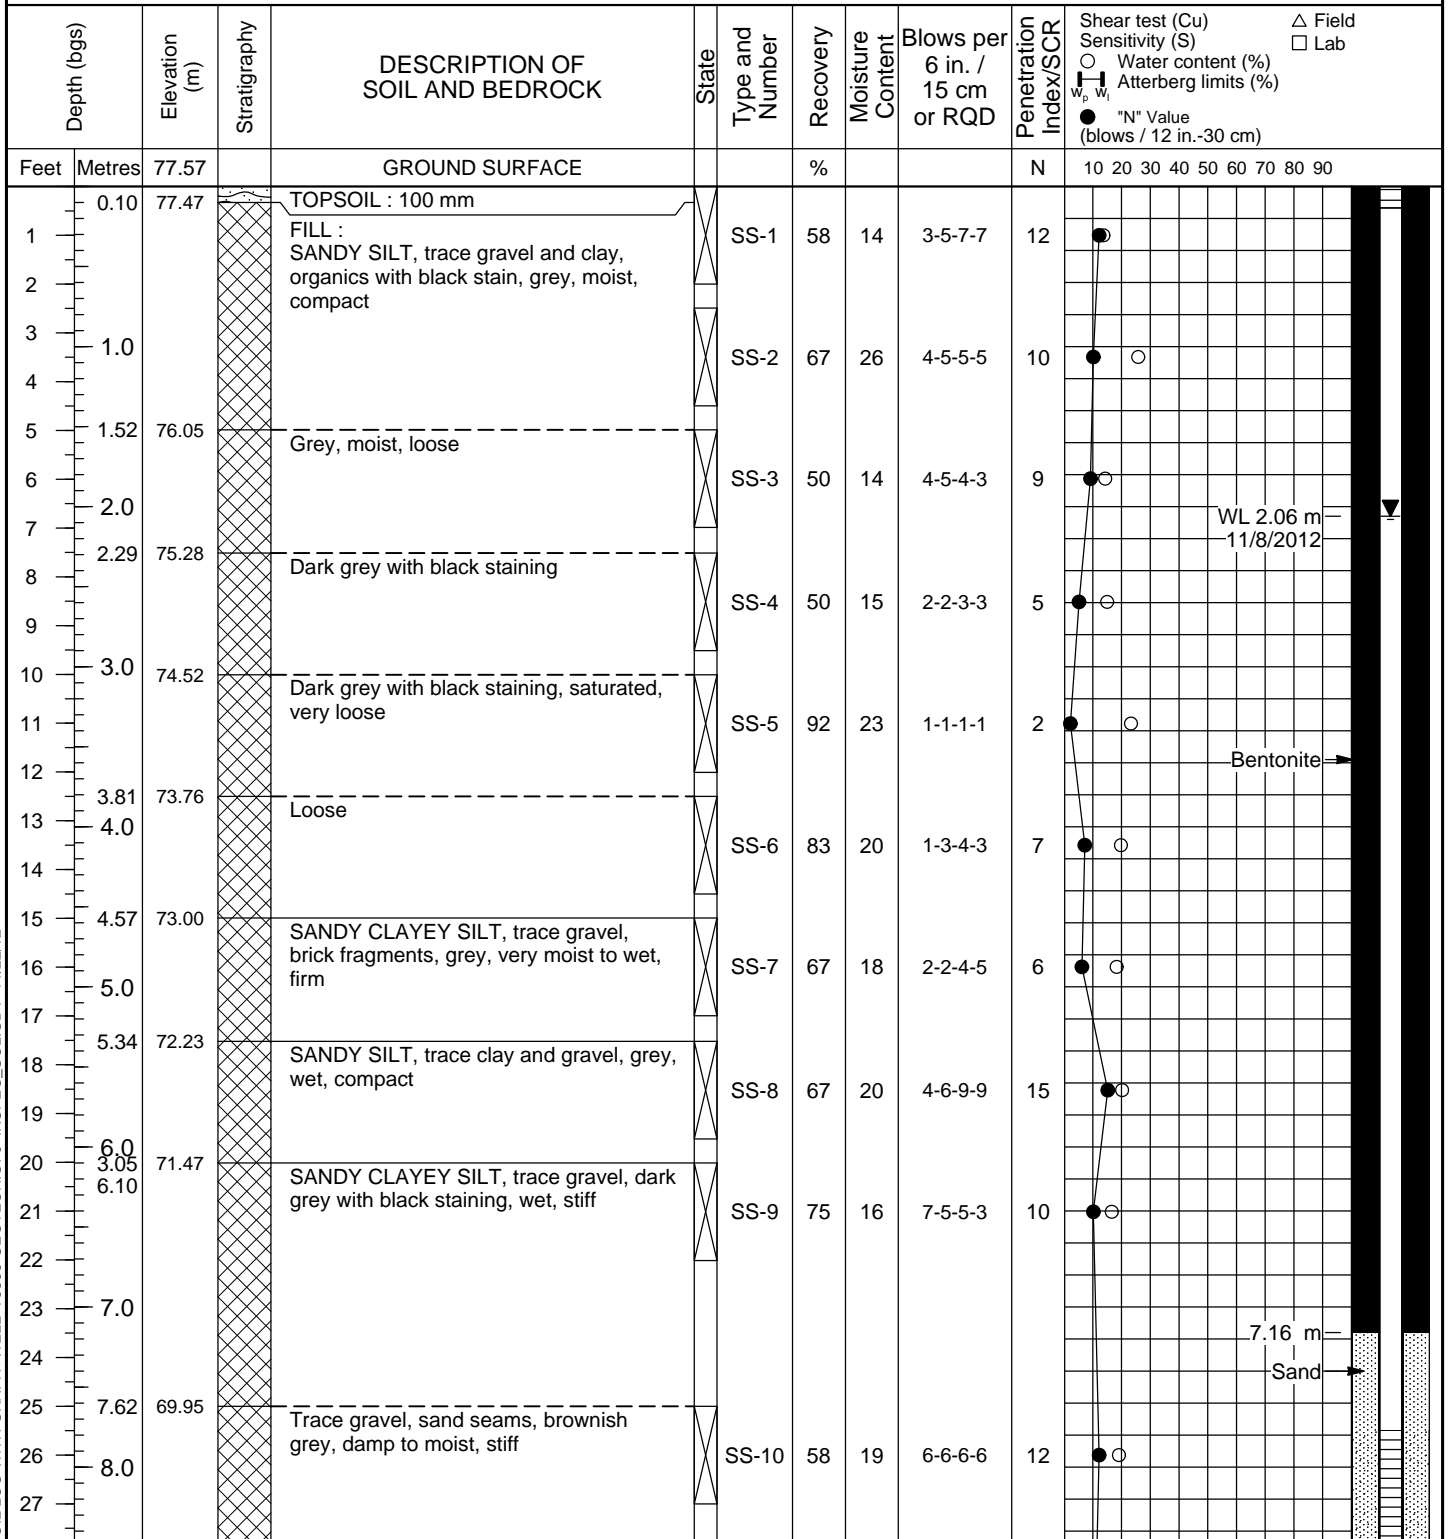 Depth (bgs)
Elevation (m)
Stratigraphy
DESCRIPTION OF
SOIL AND BEDROCK
State
Type and Number
Recovery
Moisture Content
Blows per
6 in. /
15 cm
or RQD
Penetration Index/SCR
Shear test (Cu) △ Field
Sensitivity (S) □ Lab
○ Water content (%)
Wp Wl Atterberg limits (%)
● "N" Value
(blows / 12 in.-30 cm)
Feet Metres 77.57 GROUND SURFACE % N 10 20 30 40 50 60 70 80 90
0.10 77.47 TOPSOIL : 100 mm
FILL :
1 SANDY SILT, trace gravel and clay, SS-1 58 14 3-5-7-7 12
organics with black stain, grey, moist,
2 compact
3
1.0 SS-2 67 26 4-5-5-5 10
4
5 1.52 76.05 Grey, moist, loose
6 SS-3 50 14 4-5-4-3 9
2.0 WL 2.06 m
7 11/8/2012
2.29 75.28 Dark grey with black staining
8 SS-4 50 15 2-2-3-3 5
9
3.0
10 74.52 Dark grey with black staining, saturated,
very loose
11 SS-5 92 23 1-1-1-1 2
Bentonite
12
3.81 73.76 Loose
13 4.0
SS-6 83 20 1-3-4-3 7
14
15 4.57 73.00 SANDY CLAYEY SILT, trace gravel,
brick fragments, grey, very moist to wet,
16 firm SS-7 67 18 2-2-4-5 6
5.0
17
5.34 72.23 SANDY SILT, trace clay and gravel, grey,
18 wet, compact
SS-8 67 20 4-6-9-9 15
19
6.0
20 3.05 71.47 SANDY CLAYEY SILT, trace gravel, dark
6.10 grey with black staining, wet, stiff
21 SS-9 75 16 7-5-5-3 10
22
23 7.0
7.16 m
24 Sand
25 7.62 69.95 Trace gravel, sand seams, brownish
grey, damp to moist, stiff
26 SS-10 58 19 6-6-6-6 12
8.0
27